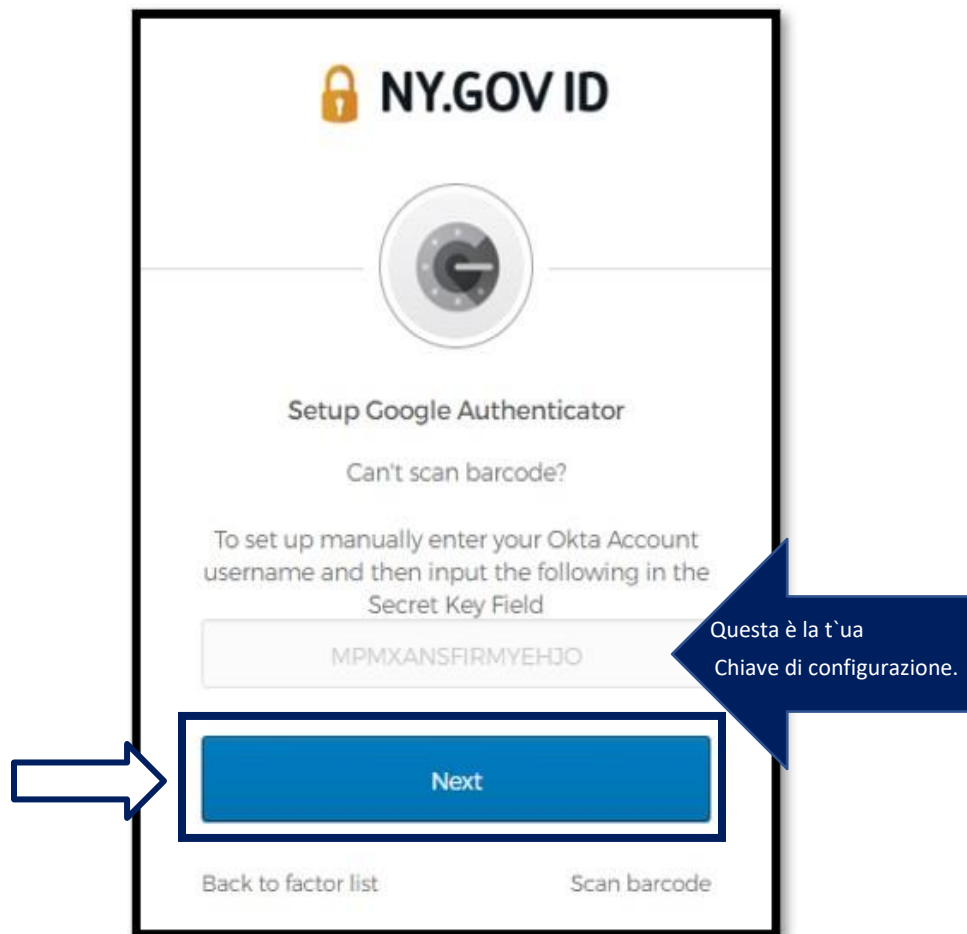 NY.GOV ID
Setup Google Authenticator
Can't scan barcode?
To set up manually enter your Okta Account
username and then input the following in the
Secret Key Field
MPMXANSFIRMYEHJO
Questa è la t`ua
Chiave di configurazione.
Next
Back to factor list
Scan barcode